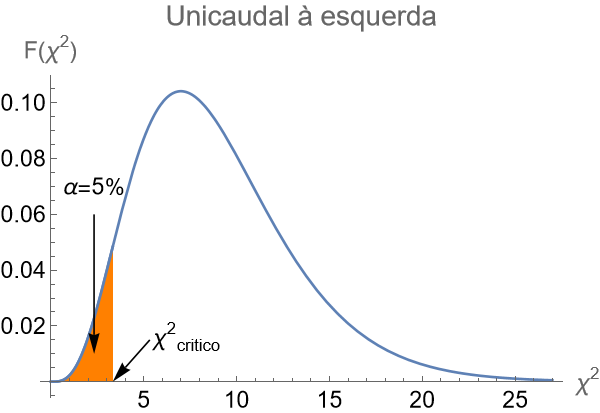 Unicaudal à esquerda
F(χ²)
0.10
0.08
α=5%
0.06
0.04
0.02
χ²critico
5 10 15 20 25
χ²